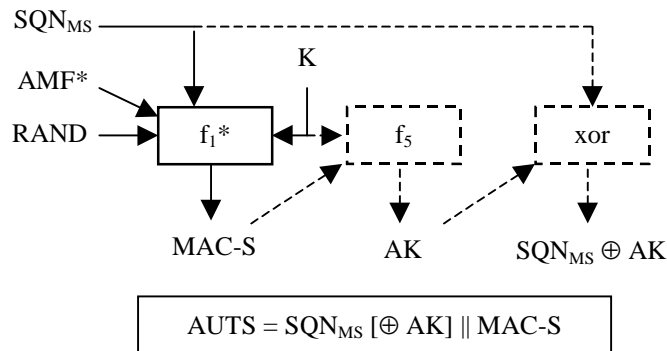 SQN_MS
K
AMF*
RAND
f₁*
f₅
xor
MAC-S
AK
SQN_MS ⊕ AK
AUTS = SQN_MS [⊕ AK] || MAC-S